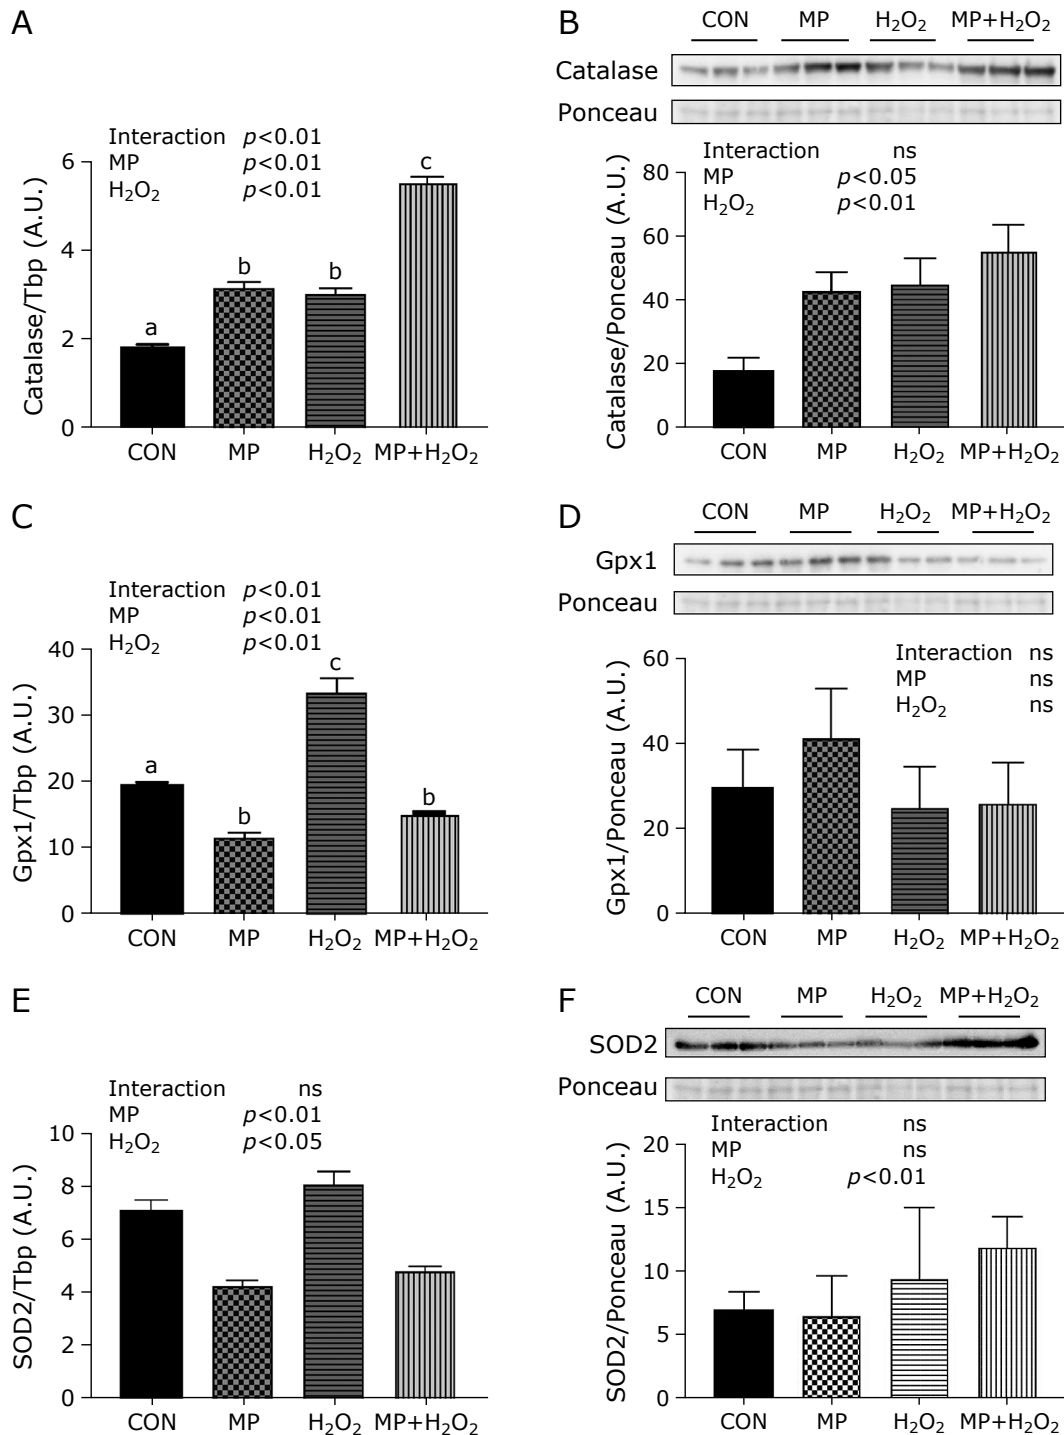 A
Interaction p<0.01
MP p<0.01
H₂O₂ p<0.01
Catalase/Tbp (A.U.)
6
4
2
0
a
b
b
c
CON MP H₂O₂ MP+H₂O₂
B
CON MP H₂O₂ MP+H₂O₂
Catalase
Ponceau
Interaction ns
MP p<0.05
H₂O₂ p<0.01
Catalase/Ponceau (A.U.)
80
60
40
20
0
CON MP H₂O₂ MP+H₂O₂
C
Interaction p<0.01
MP p<0.01
H₂O₂ p<0.01
Gpx1/Tbp (A.U.)
40
30
20
10
0
a
b
c
b
CON MP H₂O₂ MP+H₂O₂
D
CON MP H₂O₂ MP+H₂O₂
Gpx1
Ponceau
Interaction ns
MP ns
H₂O₂ ns
Gpx1/Ponceau (A.U.)
60
40
20
0
CON MP H₂O₂ MP+H₂O₂
E
Interaction ns
MP p<0.01
H₂O₂ p<0.05
SOD2/Tbp (A.U.)
10
8
6
4
2
0
CON MP H₂O₂ MP+H₂O₂
F
CON MP H₂O₂ MP+H₂O₂
SOD2
Ponceau
Interaction ns
MP ns
H₂O₂ p<0.01
SOD2/Ponceau (A.U.)
20
15
10
5
0
CON MP H₂O₂ MP+H₂O₂